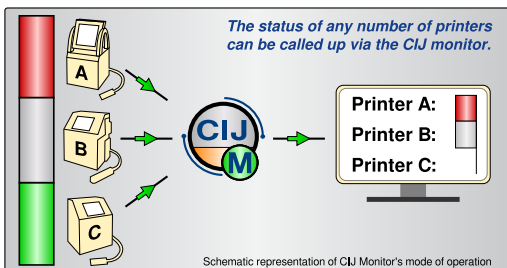 The status of any number of printers
can be called up via the CIJ monitor.
A
B
C
CIJ
M
Printer A:
Printer B:
Printer C:
Schematic representation of CIJ Monitor's mode of operation